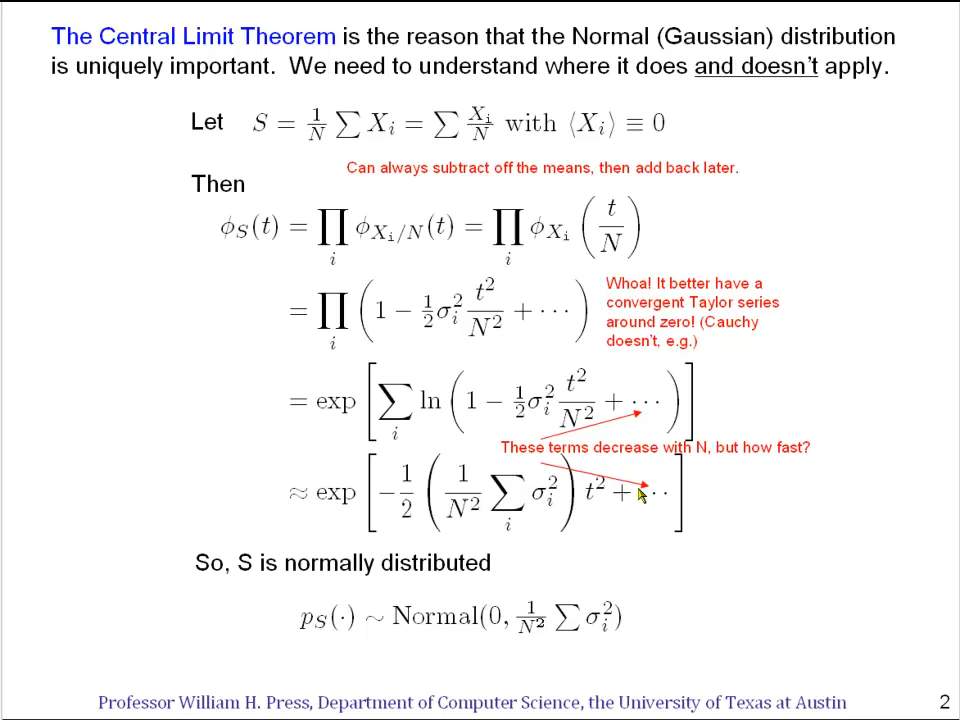 The Central Limit Theorem is the reason that the Normal (Gaussian) distribution
is uniquely important. We need to understand where it does and doesn't apply.
Let S = 1/N ∑ X_i = ∑ X_i/N with ⟨X_i⟩ ≡ 0
Can always subtract off the means, then add back later.
Then
ϕ_S(t) = ∏_i ϕ_{X_i/N}(t) = ∏_i ϕ_{X_i} (t/N)
= ∏_i (1 − ½σ_i² t²/N² + ⋯)
Whoa! It better have a
convergent Taylor series
around zero! (Cauchy
doesn't, e.g.)
= exp [∑_i ln (1 − ½σ_i² t²/N² + ⋯)]
These terms decrease with N, but how fast?
≈ exp [−1/2 (1/N² ∑_i σ_i²) t² + ⋯]
So, S is normally distributed
p_S(·) ∼ Normal(0, 1/N² ∑ σ_i²)
Professor William H. Press, Department of Computer Science, the University of Texas at Austin
2